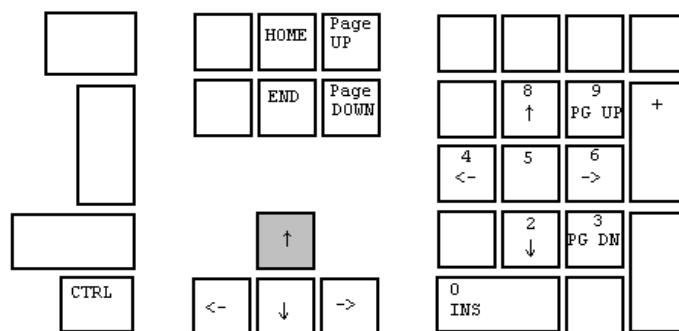 HOME
Page
UP
END
Page
DOWN
8
↑
9
PG UP
+
4
<-
5
6
->
↑
2
↓
3
PG DN
CTRL
<-
↓
->
0
INS